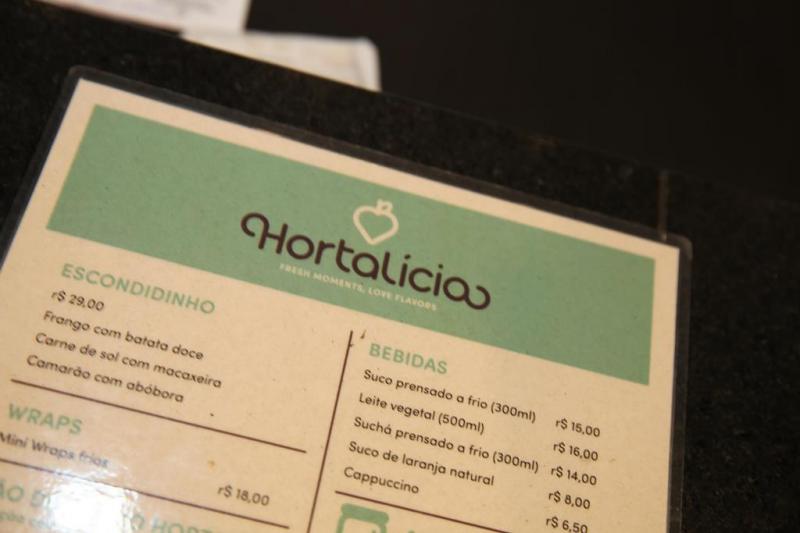 Hortalícias
FRESH MOMENTS, LOVE FLAVORS
ESCONDIDINHO
r$ 29,00
Frango com batata doce
Carne de sol com macaxeira
Camarão com abóbora
WRAPS
Mini Wraps frios
r$ 18,00
BEBIDAS
Suco prensado a frio (300ml) r$ 15,00
Leite vegetal (500ml) r$ 16,00
Suchá prensado a frio (300ml) r$ 14,00
Suco de laranja natural r$ 8,00
Cappuccino r$ 6,50